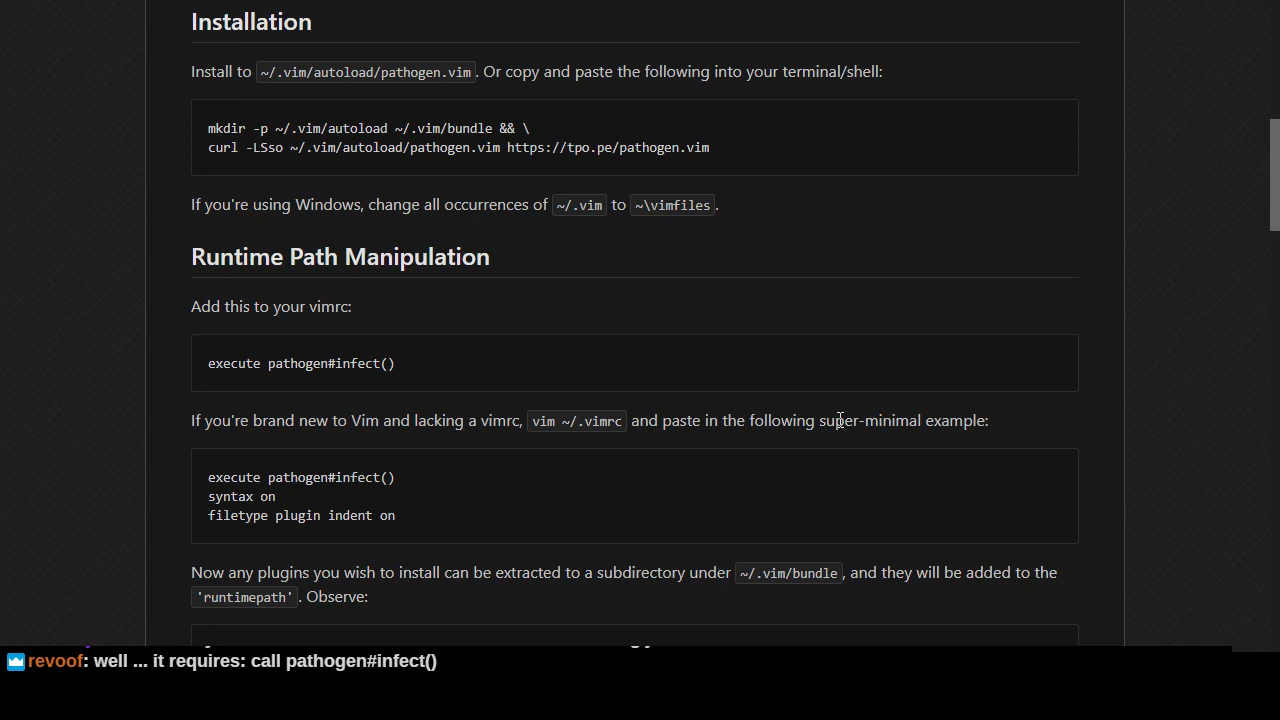 Installation
Install to ~/.vim/autoload/pathogen.vim. Or copy and paste the following into your terminal/shell:
mkdir -p ~/.vim/autoload ~/.vim/bundle && \
curl -LSso ~/.vim/autoload/pathogen.vim https://tpo.pe/pathogen.vim
If you're using Windows, change all occurrences of ~/.vim to ~\vimfiles.
Runtime Path Manipulation
Add this to your vimrc:
execute pathogen#infect()
If you're brand new to Vim and lacking a vimrc, vim ~/.vimrc and paste in the following super-minimal example:
execute pathogen#infect()
syntax on
filetype plugin indent on
Now any plugins you wish to install can be extracted to a subdirectory under ~/.vim/bundle, and they will be added to the
'runtimepath'. Observe:
revoof: well ... it requires: call pathogen#infect()